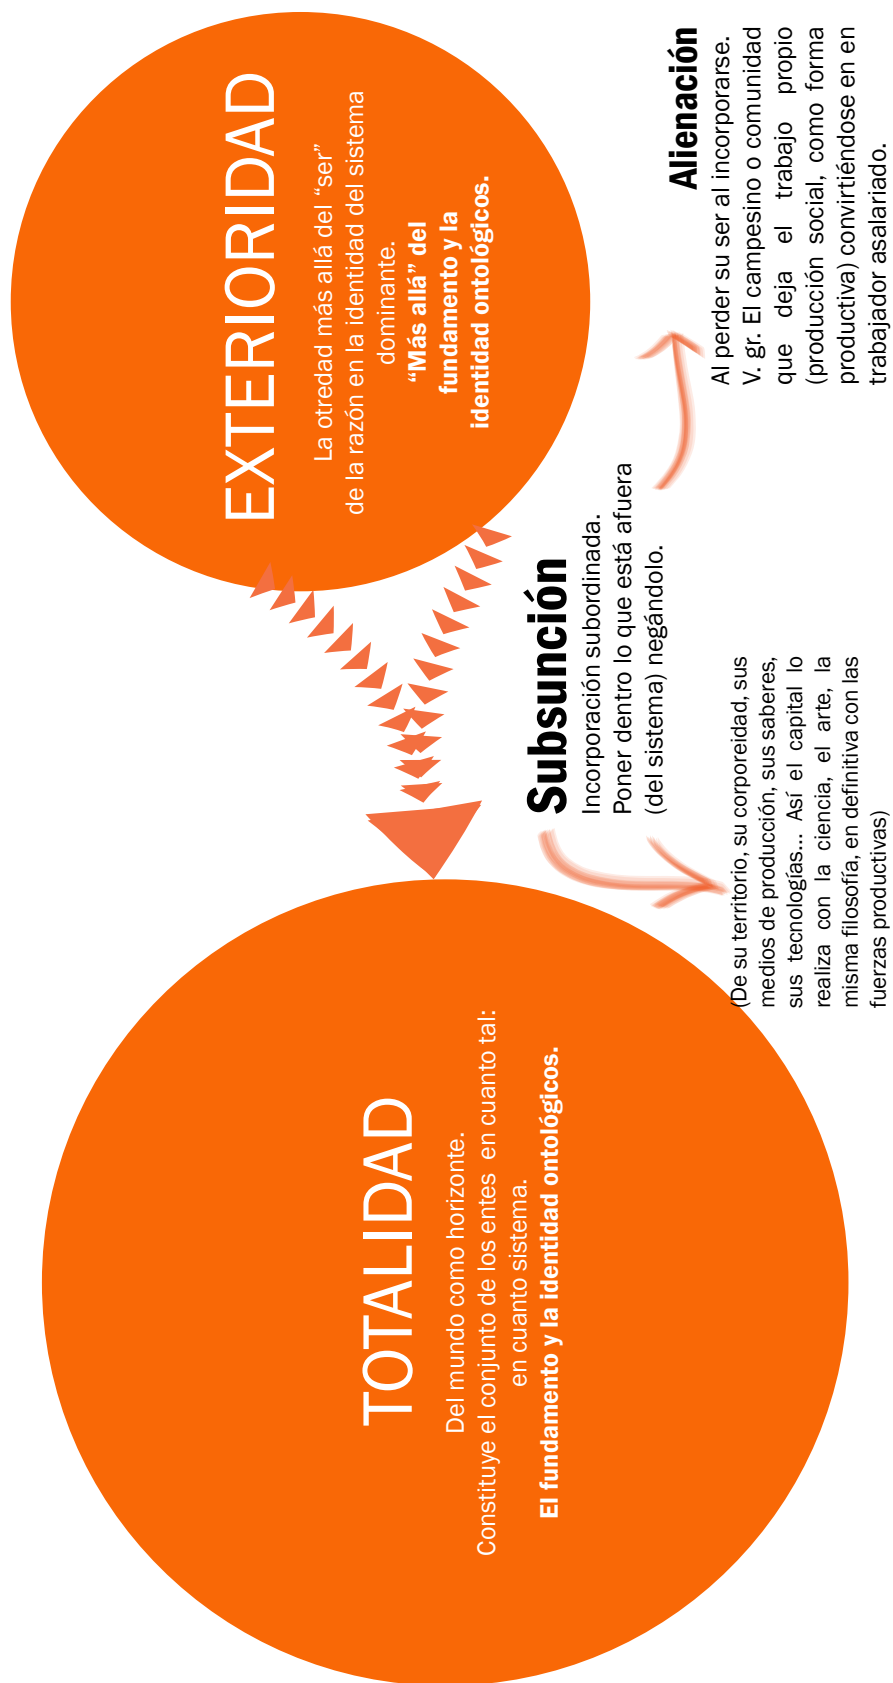 TOTALIDAD
Del mundo como horizonte.
Constituye el conjunto de los entes en cuanto tal:
en cuanto sistema.
El fundamento y la identidad ontológicos.
EXTERIORIDAD
La otredad más allá del “ser”
de la razón en la identidad del sistema
dominante.
“Más allá” del
fundamento y la
identidad ontológicos.
Subsunción
Incorporación subordinada.
Poner dentro lo que está afuera
(del sistema) negándolo.
(De su territorio, su corporeidad, sus
medios de producción, sus saberes,
sus tecnologías... Así el capital lo
realiza con la ciencia, el arte, la
misma filosofía, en definitiva con las
fuerzas productivas)
Alienación
Al perder su ser al incorporarse.
V. gr. El campesino o comunidad
que deja el trabajo propio
(producción social, como forma
productiva) convirtiéndose en en
trabajador asalariado.